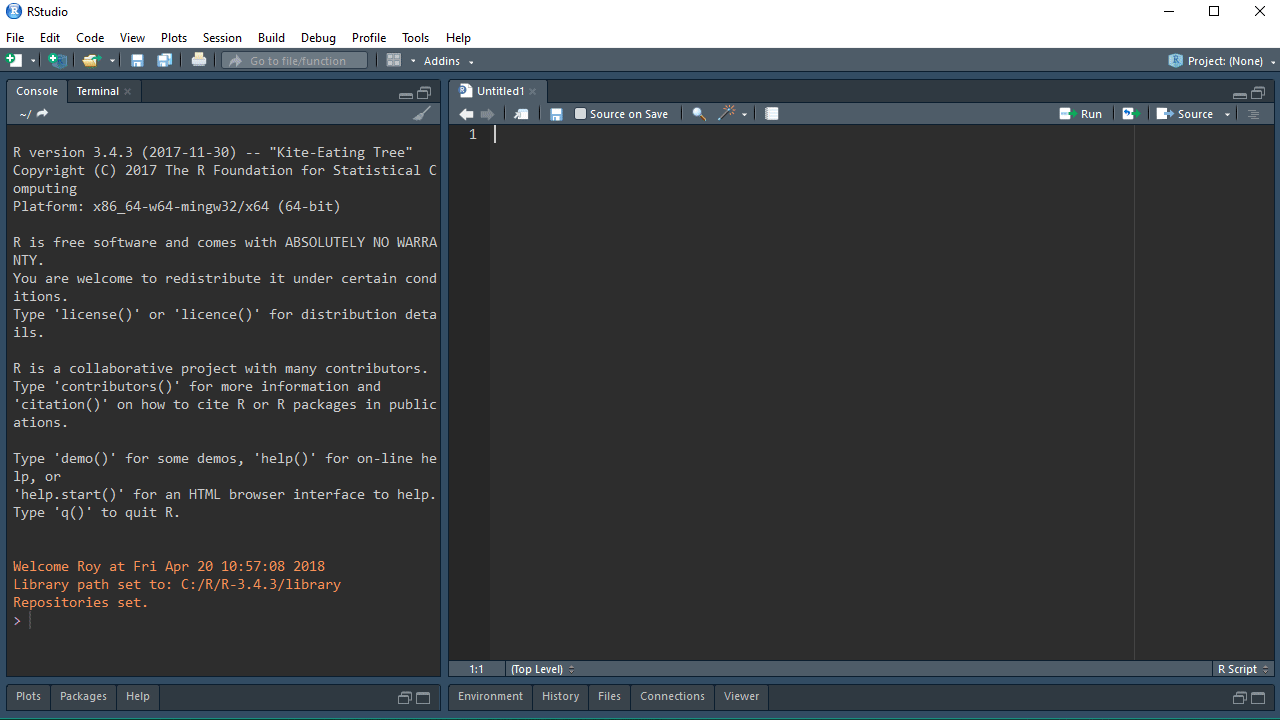 RStudio
File Edit Code View Plots Session Build Debug Profile Tools Help
Go to file/function Addins Project: (None)
Console Terminal
~/
R version 3.4.3 (2017-11-30) -- "Kite-Eating Tree"
Copyright (C) 2017 The R Foundation for Statistical C
omputing
Platform: x86_64-w64-mingw32/x64 (64-bit)
R is free software and comes with ABSOLUTELY NO WARRA
NTY.
You are welcome to redistribute it under certain cond
itions.
Type 'license()' or 'licence()' for distribution deta
ils.
R is a collaborative project with many contributors.
Type 'contributors()' for more information and
'citation()' on how to cite R or R packages in public
ations.
Type 'demo()' for some demos, 'help()' for on-line he
lp, or
'help.start()' for an HTML browser interface to help.
Type 'q()' to quit R.
Welcome Roy at Fri Apr 20 10:57:08 2018
Library path set to: C:/R/R-3.4.3/library
Repositories set.
>
Untitled1
Source on Save Run Source
1
1:1 (Top Level) R Script
Plots Packages Help
Environment History Files Connections Viewer